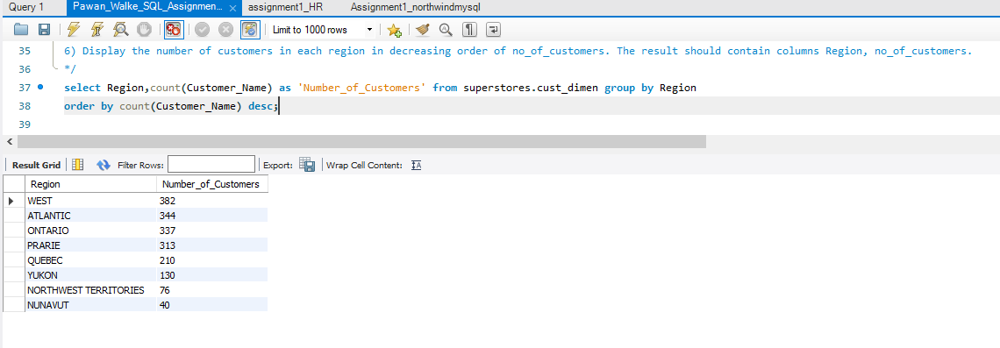 Query 1 Pawan_Walke_SQL_Assignmen... assignment1_HR Assignment1_northwindmysql
Limit to 1000 rows
35 6) Display the number of customers in each region in decreasing order of no_of_customers. The result should contain columns Region, no_of_customers.
36 */
37 select Region,count(Customer_Name) as 'Number_of_Customers' from superstores.cust_dimen group by Region
38 order by count(Customer_Name) desc;
39
Result Grid Filter Rows: Export: Wrap Cell Content: IA
Region Number_of_Customers
WEST 382
ATLANTIC 344
ONTARIO 337
PRARIE 313
QUEBEC 210
YUKON 130
NORTHWEST TERRITORIES 76
NUNAVUT 40